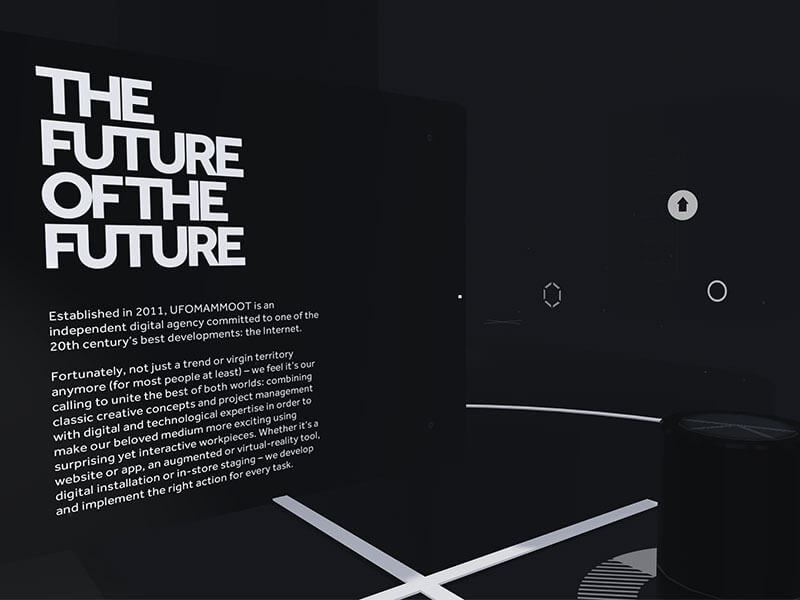 THE
FUTURE
OF THE
FUTURE
Established in 2011, UFOMAMMOOT is an
independent digital agency committed to one of the
20th century's best developments: the Internet.
Fortunately, not just a trend or virgin territory
anymore (for most people at least) – we feel it's our
calling to unite the best of both worlds: combining
classic creative concepts and project management
with digital and technological expertise in order to
make our beloved medium more exciting using
surprising yet interactive workpieces. Whether it's a
website or app, an augmented or virtual-reality tool,
digital installation or in-store staging – we develop
and implement the right action for every task.